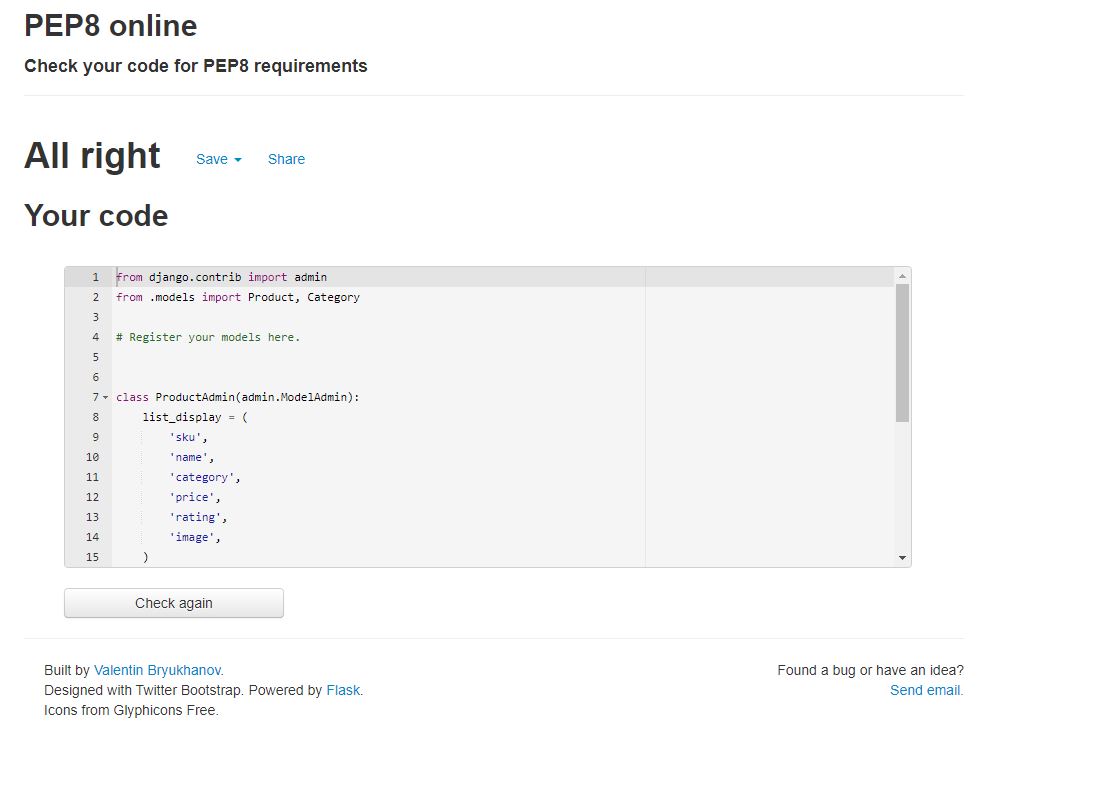 PEP8 online
Check your code for PEP8 requirements
All right Save Share
Your code
1 from django.contrib import admin
2 from .models import Product, Category
3
4 # Register your models here.
5
6
7 class ProductAdmin(admin.ModelAdmin):
8     list_display = (
9         'sku',
10         'name',
11         'category',
12         'price',
13         'rating',
14         'image',
15     )
Check again
Built by Valentin Bryukhanov.
Designed with Twitter Bootstrap. Powered by Flask.
Icons from Glyphicons Free.
Found a bug or have an idea?
Send email.